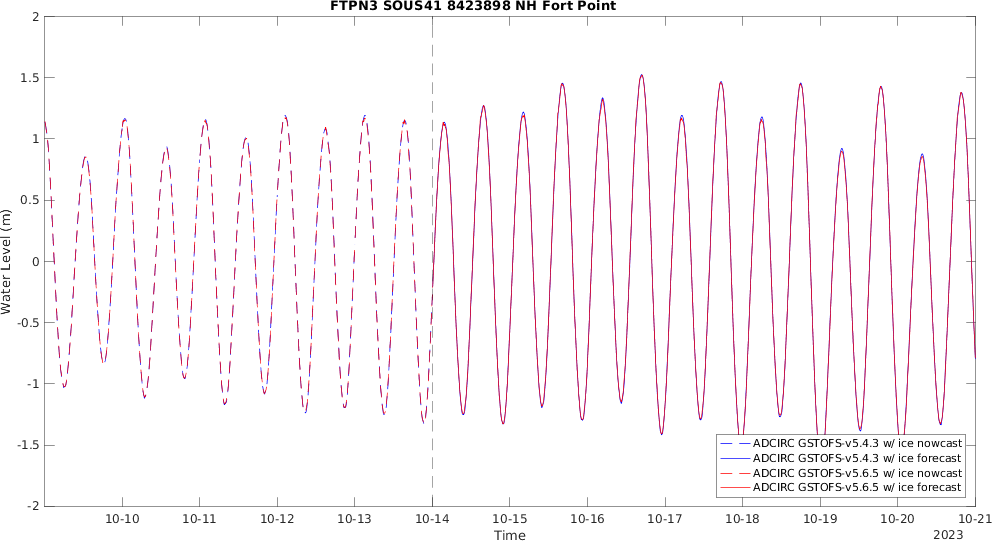 FTPN3 SOUS41 8423898 NH Fort Point
2
1.5
1
0.5
0
-0.5
-1
-1.5
-2
Water Level (m)
ADCIRC GSTOFS-v5.4.3 w/ ice nowcast
ADCIRC GSTOFS-v5.4.3 w/ ice forecast
ADCIRC GSTOFS-v5.6.5 w/ ice nowcast
ADCIRC GSTOFS-v5.6.5 w/ ice forecast
10-10 10-11 10-12 10-13 10-14 10-15 10-16 10-17 10-18 10-19 10-20 10-21
Time
2023